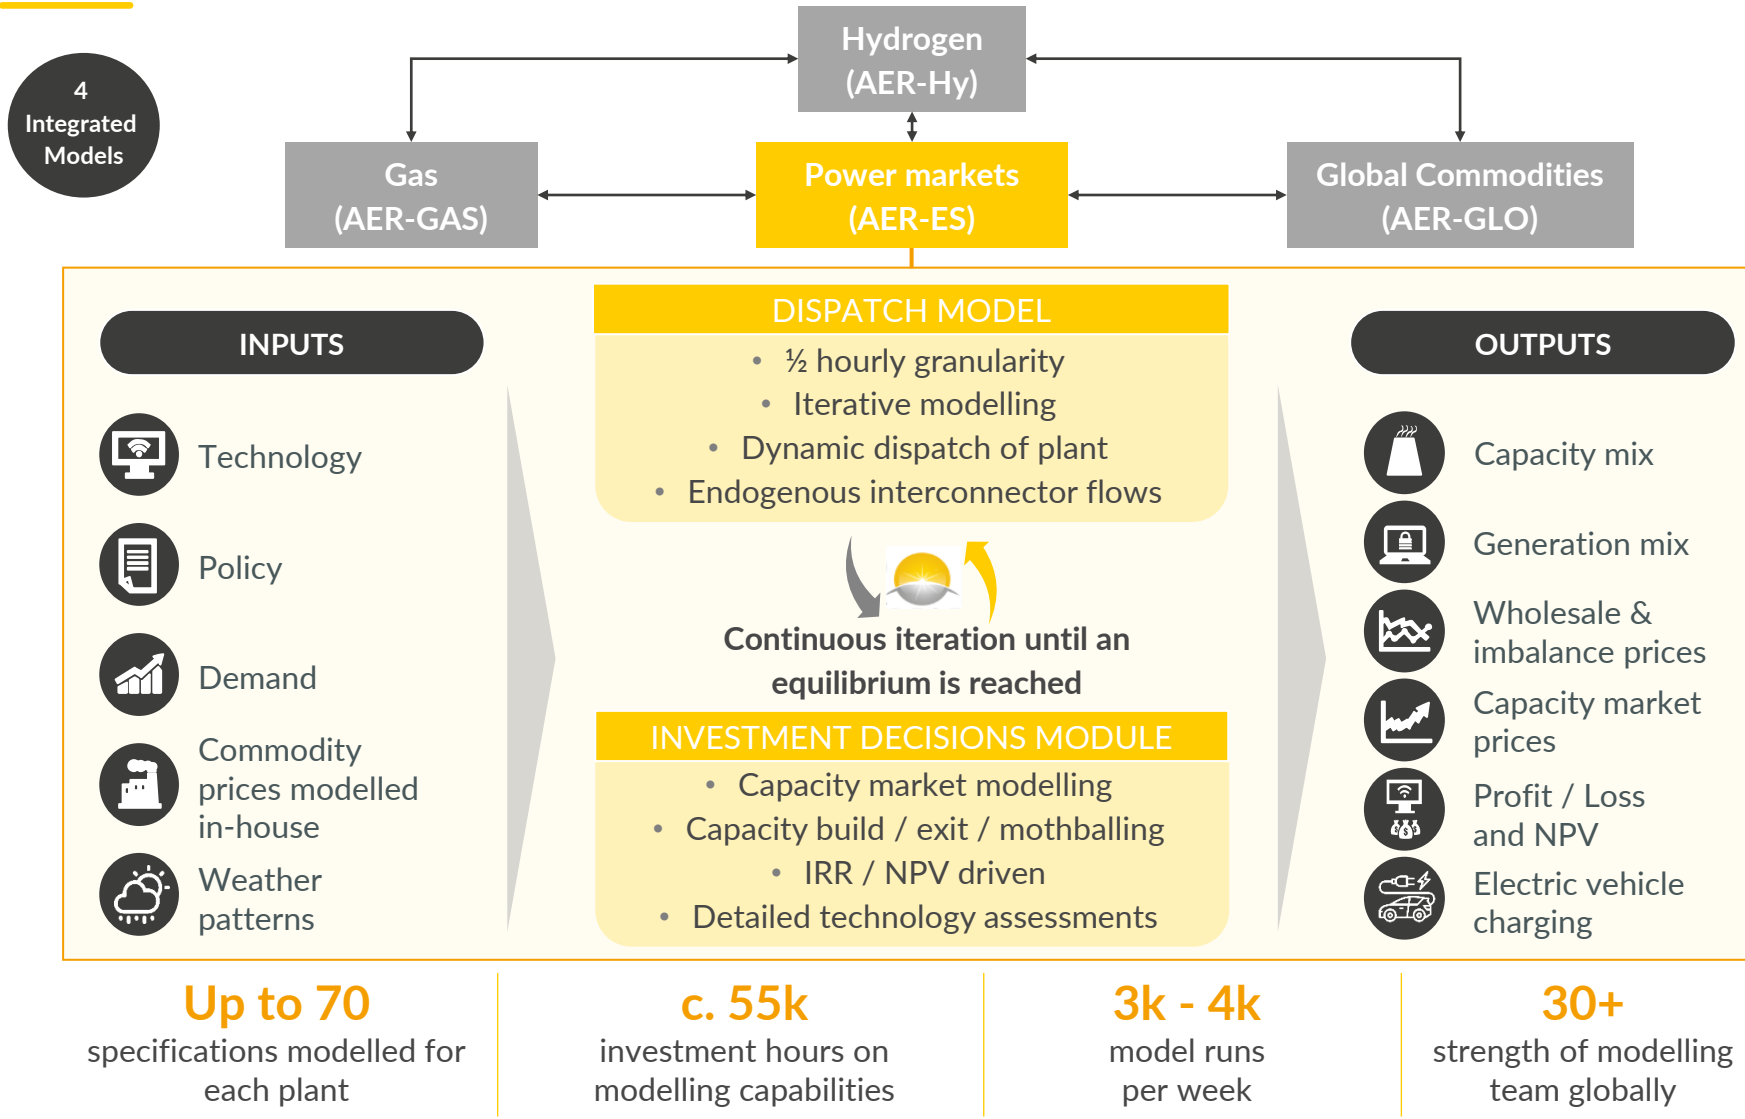 4
Integrated
Models
Hydrogen
(AER-Hy)
Gas
(AER-GAS)
Power markets
(AER-ES)
Global Commodities
(AER-GLO)
INPUTS
Technology
Policy
Demand
Commodity
prices modelled
in-house
Weather
patterns
DISPATCH MODEL
• ½ hourly granularity
• Iterative modelling
• Dynamic dispatch of plant
• Endogenous interconnector flows
Continuous iteration until an
equilibrium is reached
INVESTMENT DECISIONS MODULE
• Capacity market modelling
• Capacity build / exit / mothballing
• IRR / NPV driven
• Detailed technology assessments
OUTPUTS
Capacity mix
Generation mix
Wholesale &
imbalance prices
Capacity market
prices
Profit / Loss
and NPV
Electric vehicle
charging
Up to 70
specifications modelled for
each plant
c. 55k
investment hours on
modelling capabilities
3k - 4k
model runs
per week
30+
strength of modelling
team globally